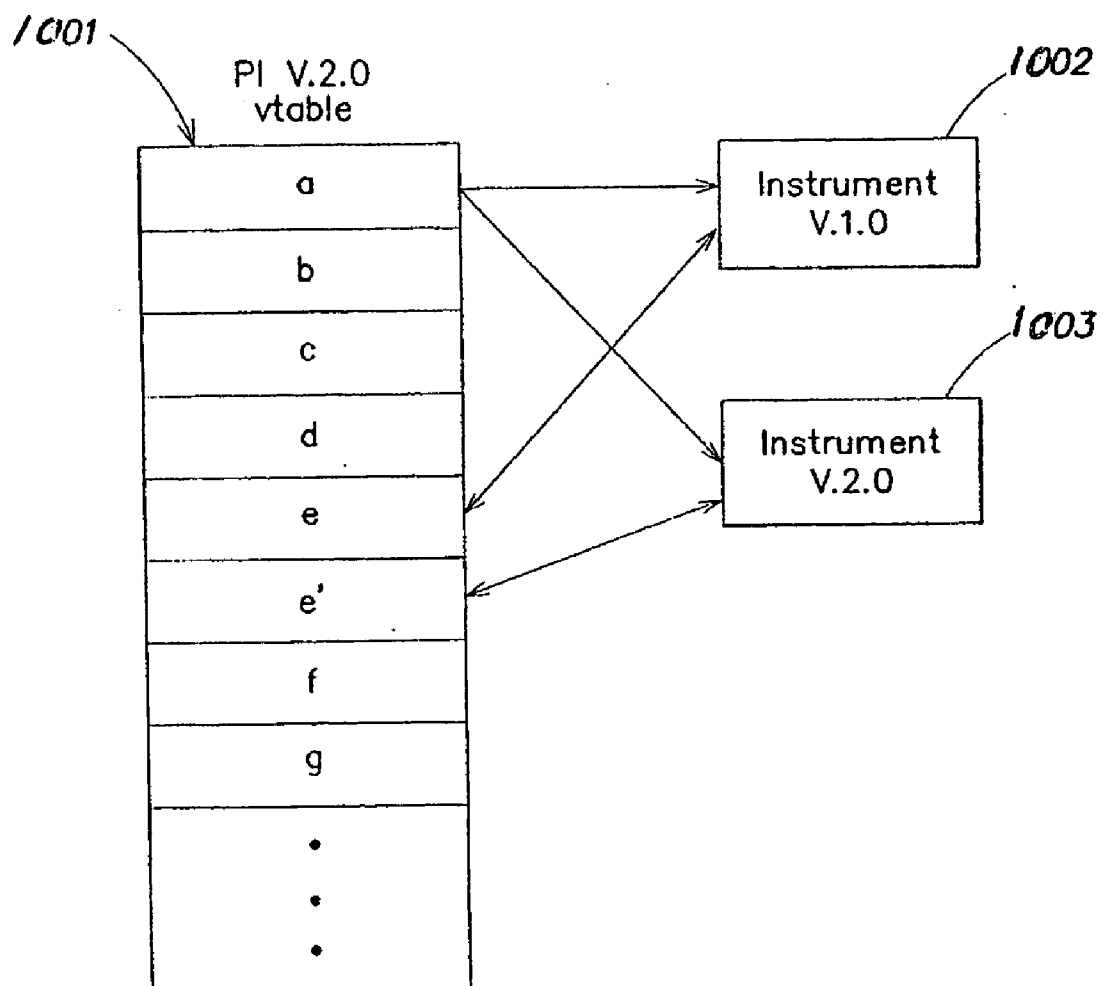 1001
PI V.2.0
vtable
1002
a
Instrument
V.1.0
b
1003
c
d
Instrument
V.2.0
e
e'
f
g